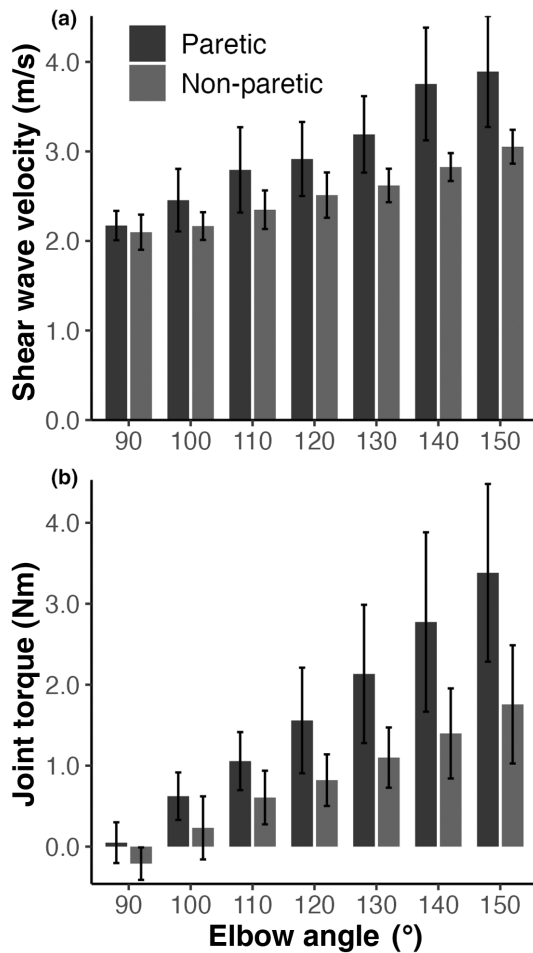 (a)
Paretic
Non-paretic
Shear wave velocity (m/s)
4.0
3.0
2.0
1.0
0.0
90 100 110 120 130 140 150
(b)
Joint torque (Nm)
4.0
3.0
2.0
1.0
0.0
90 100 110 120 130 140 150
Elbow angle (°)